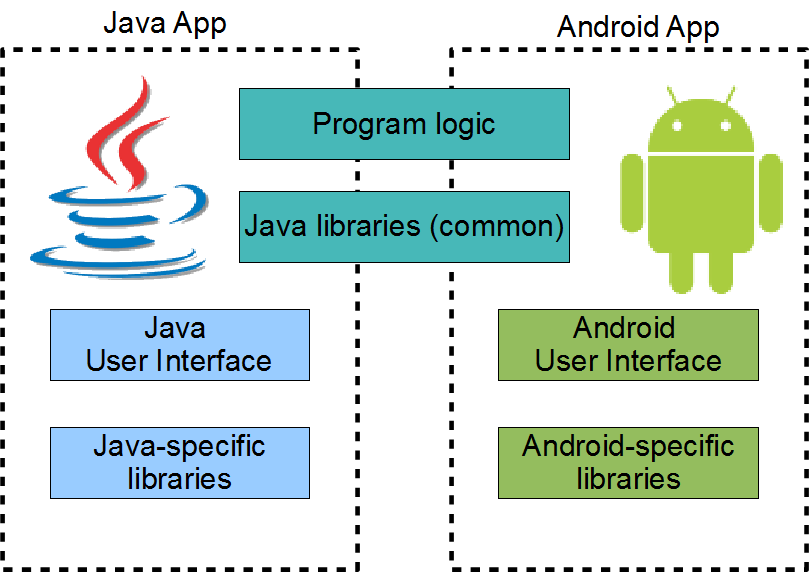 Java App
Android App
Program logic
Java libraries (common)
Java
User Interface
Android
User Interface
Java-specific
libraries
Android-specific
libraries